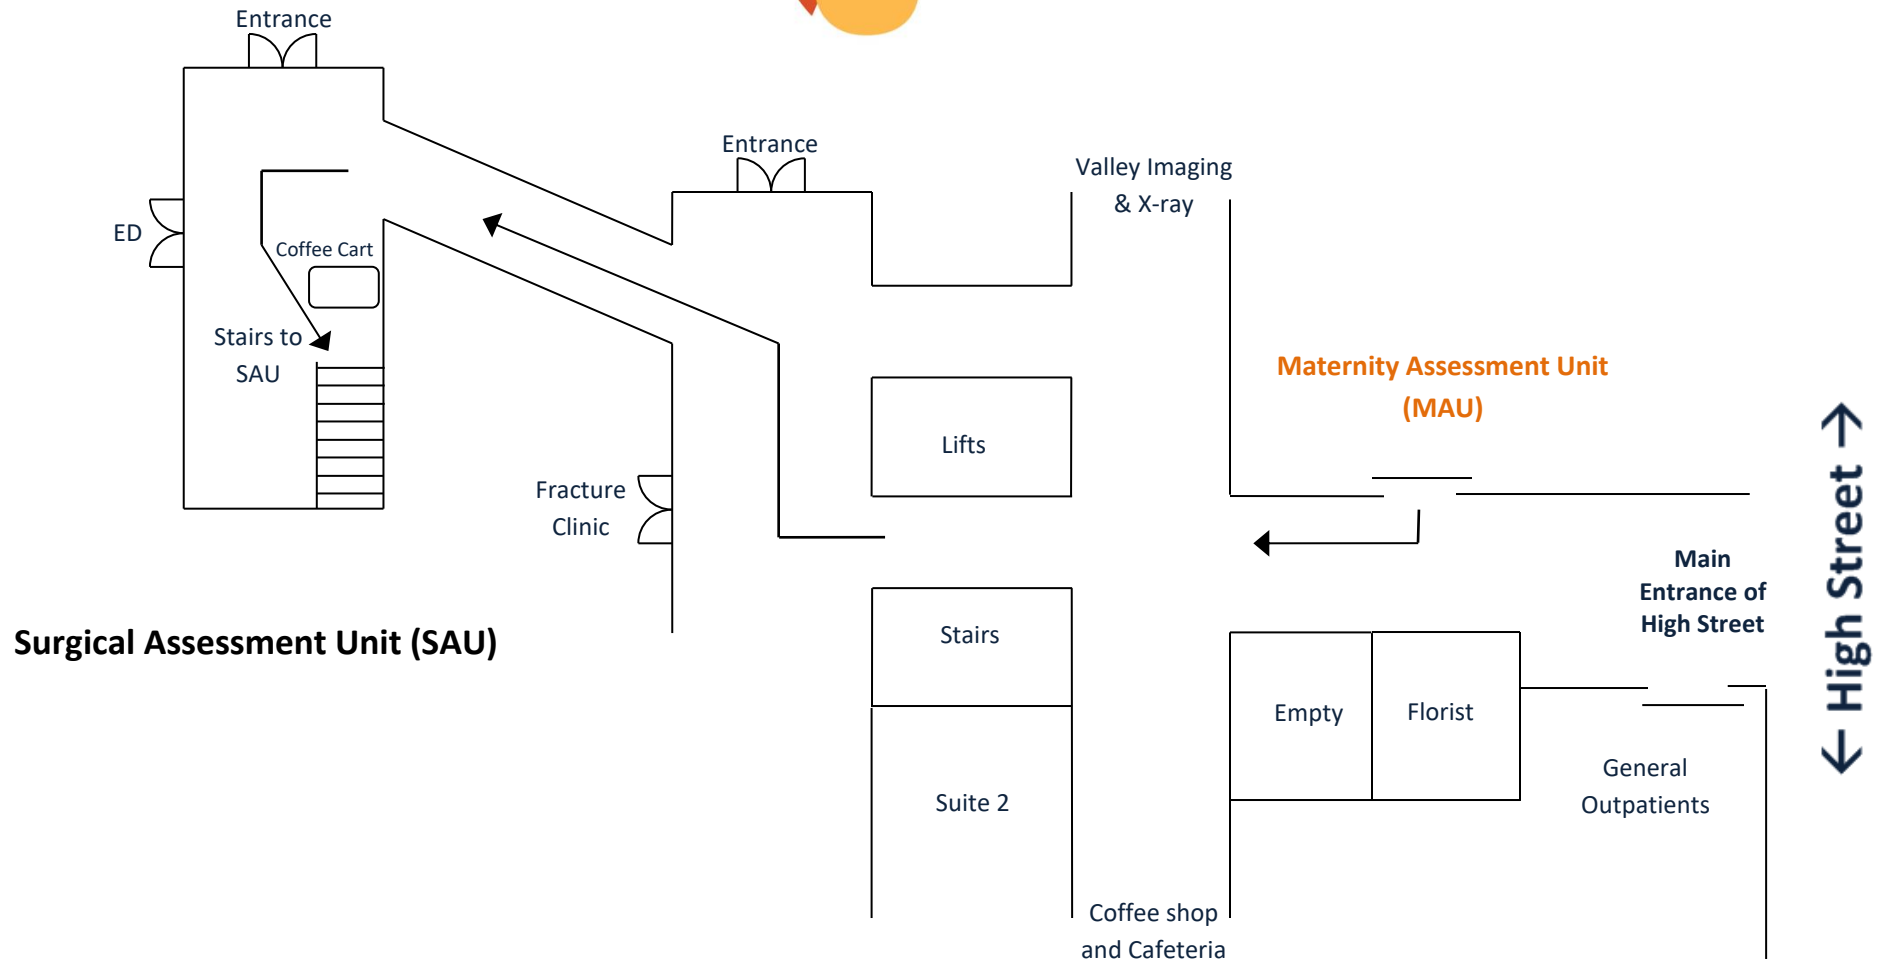 Entrance
Entrance
Valley Imaging
& X-ray
ED
Coffee Cart
Stairs to
SAU
Maternity Assessment Unit
(MAU)
Lifts
Fracture
Clinic
Main
Entrance of
High Street
← High Street →
Surgical Assessment Unit (SAU)
Stairs
Empty
Florist
General
Outpatients
Suite 2
Coffee shop
and Cafeteria